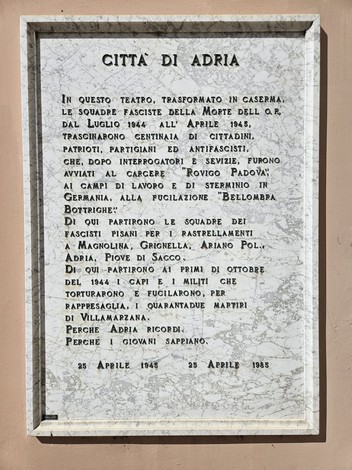 CITTÀ DI ADRIA
IN QUESTO TEATRO, TRASFORMATO IN CASERMA,
LE SQUADRE FASCISTE DELLA MORTE DELL O.P.
DAL LUGLIO 1944 ALL' APRILE 1945,
TRASCINARONO CENTINAIA DI CITTADINI,
PATRIOTI, PARTIGIANI ED ANTIFASCISTI,
CHE, DOPO INTERROGATORI E SEVIZIE, FURONO
AVVIATI AL CARCERE "ROVIGO PADOVA",
AI CAMPI DI LAVORO E DI STERMINIO IN
GERMANIA, ALLA FUCILAZIONE "BELLOMBRA
BOTTRIGHE".
DI QUI PARTIRONO LE SQUADRE DEI
FASCISTI PISANI PER I RASTRELLAMENTI
A MAGNOLINA, GRIGNELLA, ARIANO POL.,
ADRIA, PIOVE DI SACCO.
DI QUI PARTIRONO AI PRIMI DI OTTOBRE
DEL 1944 I CAPI E I MILITI CHE
TORTURARONO E FUCILARONO, PER
RAPPRESAGLIA, I QUARANTADUE MARTIRI
DI VILLAMARZANA.
PERCHE ADRIA RICORDI.
PERCHE I GIOVANI SAPPIANO.
25 APRILE 1945 25 APRILE 1985